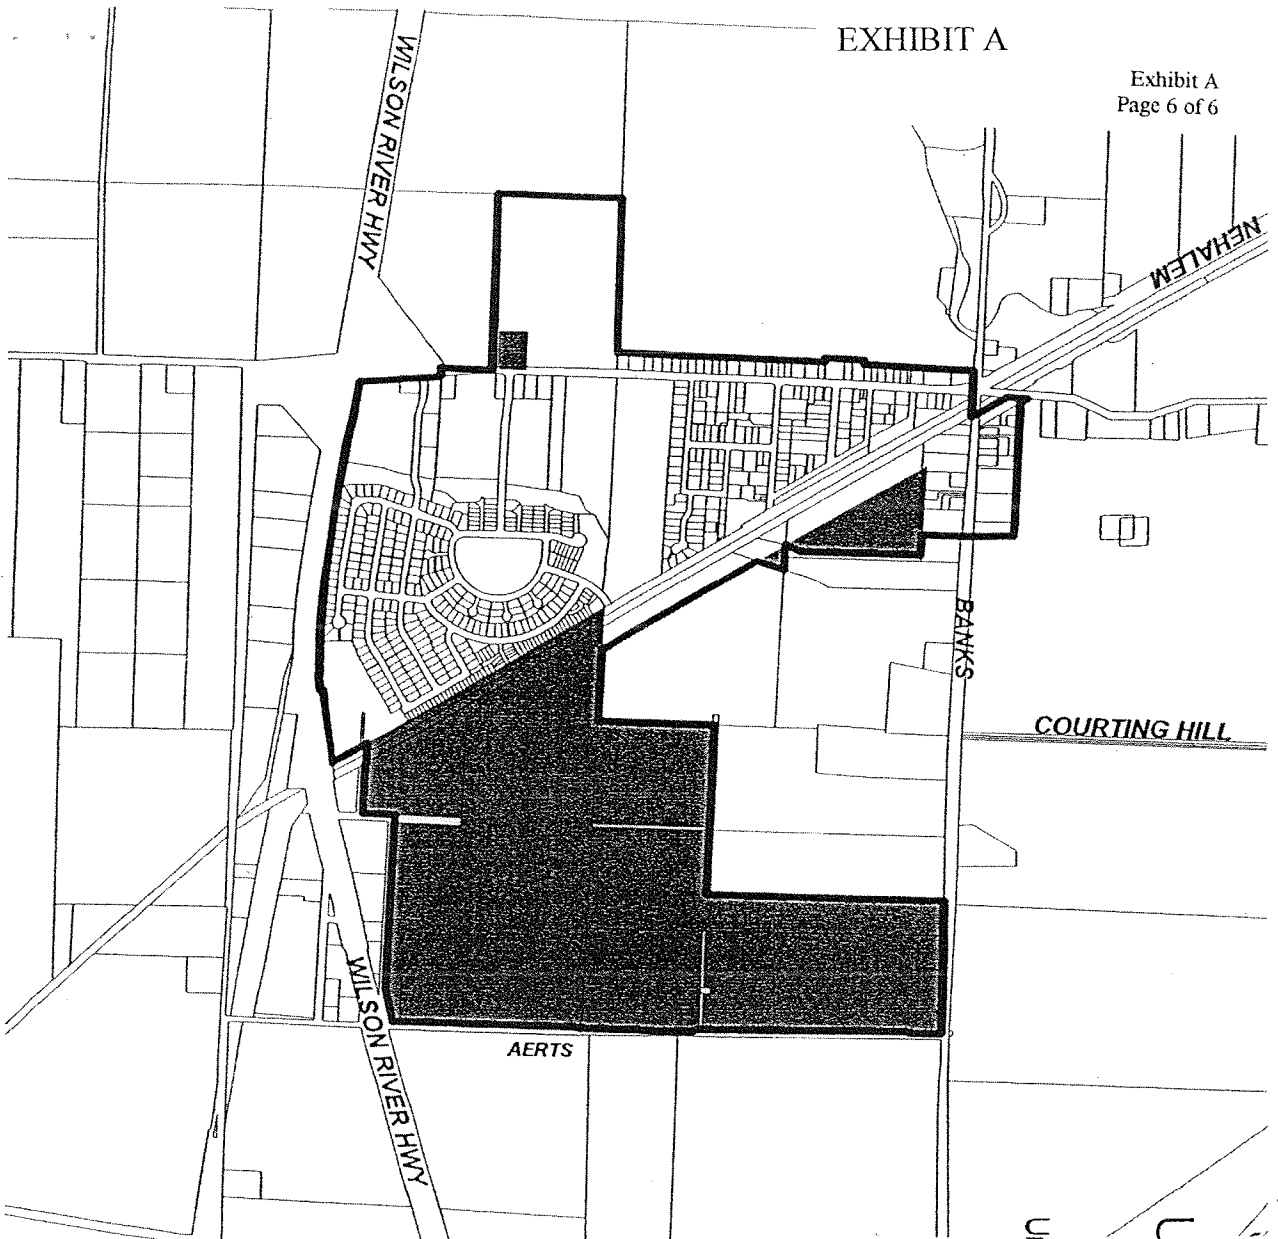 EXHIBIT A
Exhibit A
Page 6 of 6
WILSON RIVER HWY
NEHALEM
BANKS
COURTING HILL
WILSON RIVER HWY
AERTS